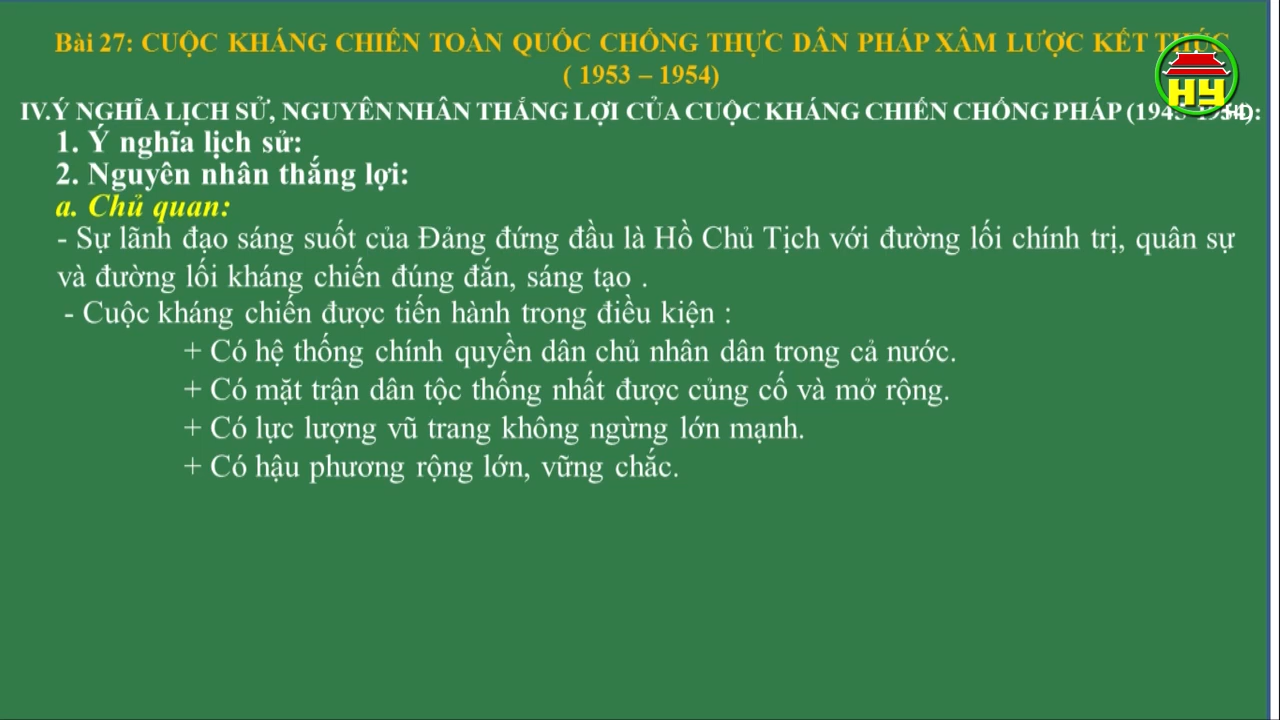 Bài 27: CUỘC KHÁNG CHIẾN TOÀN QUỐC CHỐNG THỰC DÂN PHÁP XÂM LƯỢC KẾT THÚC
( 1953 – 1954)
IV.Ý NGHĨA LỊCH SỬ, NGUYÊN NHÂN THẮNG LỢI CỦA CUỘC KHÁNG CHIẾN CHỐNG PHÁP
1. Ý nghĩa lịch sử:
2. Nguyên nhân thắng lợi:
a. Chủ quan:
- Sự lãnh đạo sáng suốt của Đảng đứng đầu là Hồ Chủ Tịch với đường lối chính trị, quân sự
và đường lối kháng chiến đúng đắn, sáng tạo .
- Cuộc kháng chiến được tiến hành trong điều kiện :
+ Có hệ thống chính quyền dân chủ nhân dân trong cả nước.
+ Có mặt trận dân tộc thống nhất được củng cố và mở rộng.
+ Có lực lượng vũ trang không ngừng lớn mạnh.
+ Có hậu phương rộng lớn, vững chắc.
HY